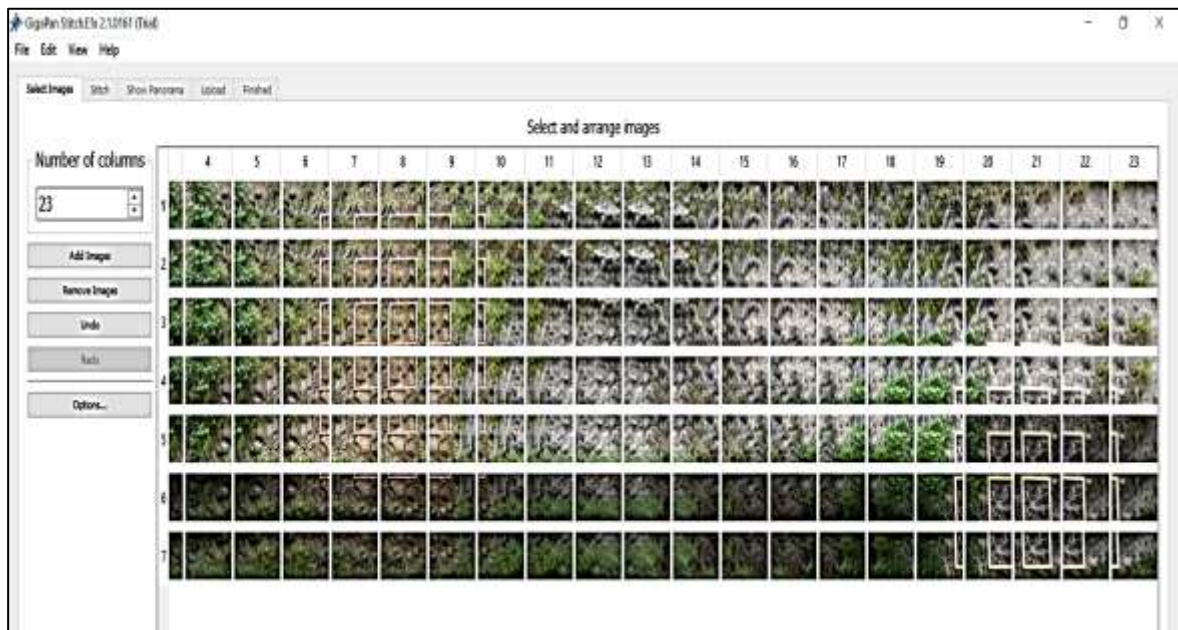 GigaPan Stitch.Efx 2.1.0161 (Trial)
File Edit View Help
Select Images Stitch Show Panorama Upload Finished
Select and arrange images
Number of columns
23
Add Images
Remove Images
Undo
Redo
Options...
4 5 6 7 8 9 10 11 12 13 14 15 16 17 18 19 20 21 22 23
1
2
3
4
5
6
7